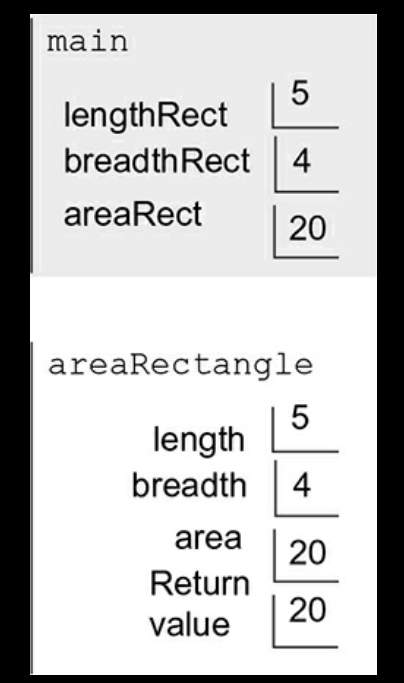 main
lengthRect 5
breadthRect 4
areaRect 20
areaRectangle
length 5
breadth 4
area 20
Return
value 20